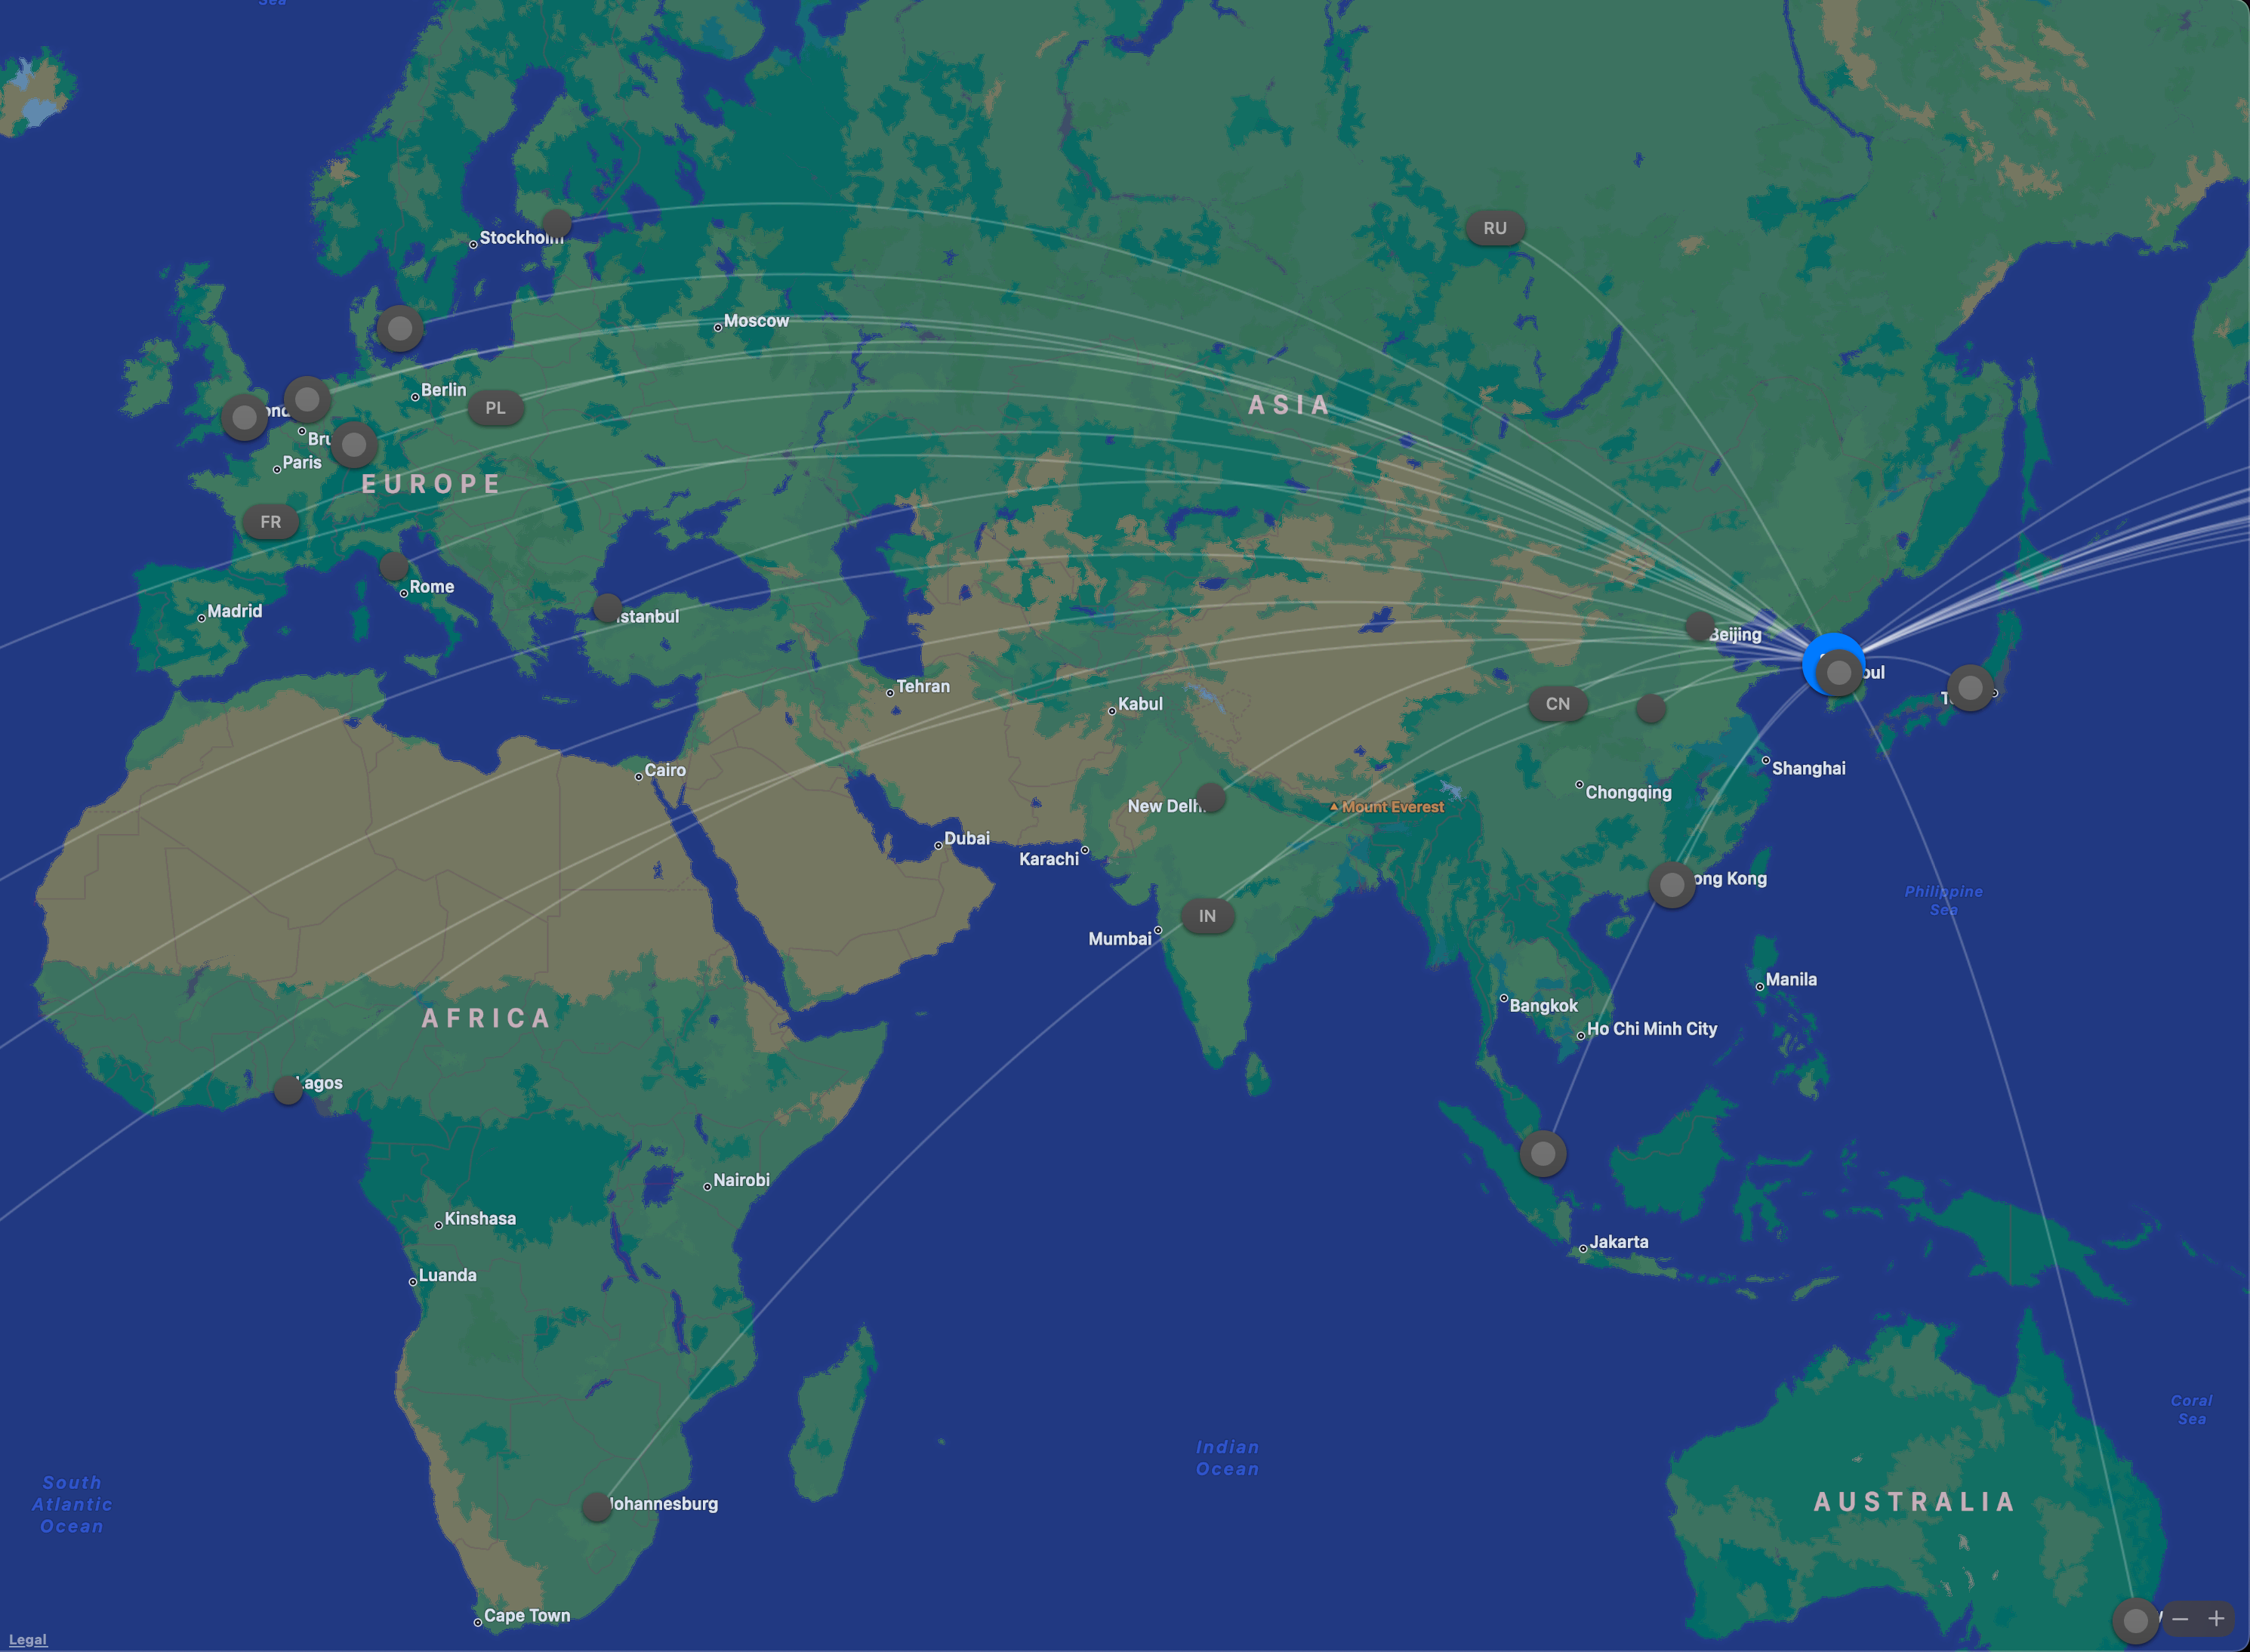 Sea
RU
Stockholm
Moscow
Berlin
PL
ASIA
Paris
EUROPE
FR
Rome
Madrid
Istanbul
Beijing
Tehran
Kabul
CN
Cairo
Shanghai
Chongqing
New Delhi
Mount Everest
Dubai
Karachi
ong Kong
Philippine
Sea
IN
Mumbai
Manila
Bangkok
AFRICA
Ho Chi Minh City
Lagos
Nairobi
Kinshasa
Jakarta
Luanda
Coral
Sea
Indian
Ocean
South
Atlantic
Ocean
AUSTRALIA
Johannesburg
Cape Town
Legal
− +